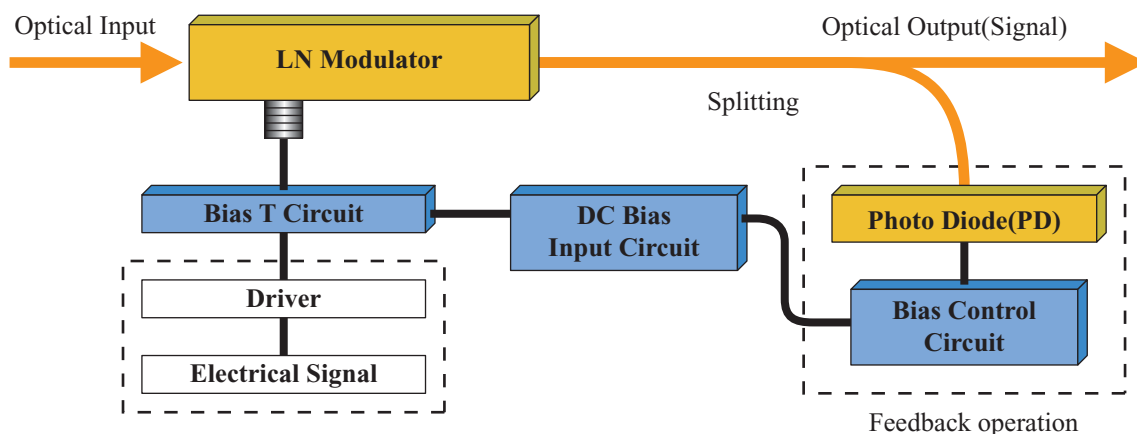 Optical Input
LN Modulator
Optical Output(Signal)
Splitting
Bias T Circuit
DC Bias
Input Circuit
Photo Diode(PD)
Driver
Electrical Signal
Bias Control
Circuit
Feedback operation